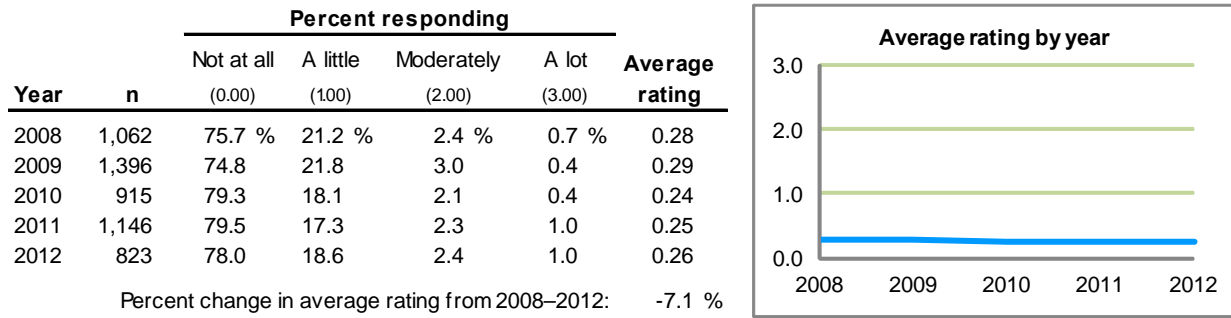 Percent responding
Not at all A little Moderately A lot Average
Year n (0.00) (1.00) (2.00) (3.00) rating
2008 1,062 75.7 % 21.2 % 2.4 % 0.7 % 0.28
2009 1,396 74.8 21.8 3.0 0.4 0.29
2010 915 79.3 18.1 2.1 0.4 0.24
2011 1,146 79.5 17.3 2.3 1.0 0.25
2012 823 78.0 18.6 2.4 1.0 0.26
Percent change in average rating from 2008–2012: -7.1 %
Average rating by year
3.0
2.0
1.0
0.0
2008 2009 2010 2011 2012